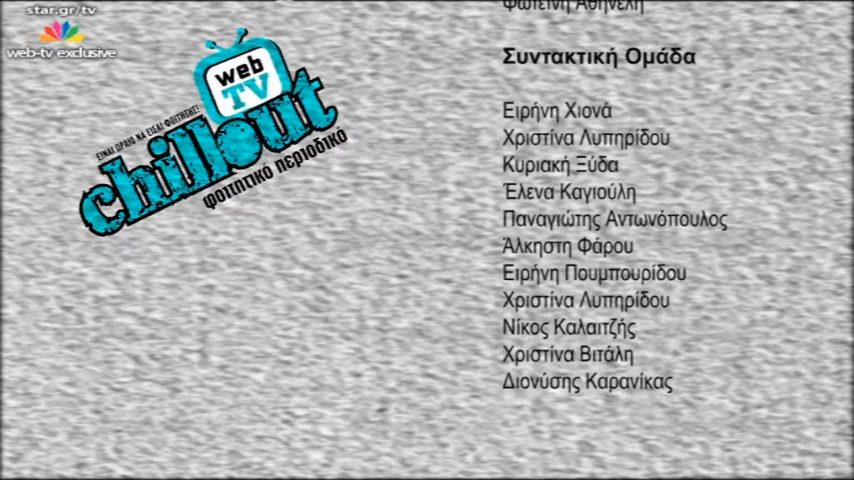 star.gr/tv
web-tv exclusive
web
TV
ΕΙΝΑΙ ΩΡΑΙΟ ΝΑ ΕΙΣΑΙ ΦΟΙΤΗΤΗΣ!
chillout
φοιτητικό περιοδικό
Φωτεινή Αθηνέλη
Συντακτική Ομάδα
Ειρήνη Χιονά
Χριστίνα Λυπηρίδου
Κυριακή Ξύδα
Έλενα Καγιούλη
Παναγιώτης Αντωνόπουλος
Άλκηστη Φάρου
Ειρήνη Πουμπουρίδου
Χριστίνα Λυπηρίδου
Νίκος Καλαιτζής
Χριστίνα Βιτάλη
Διονύσης Καρανίκας